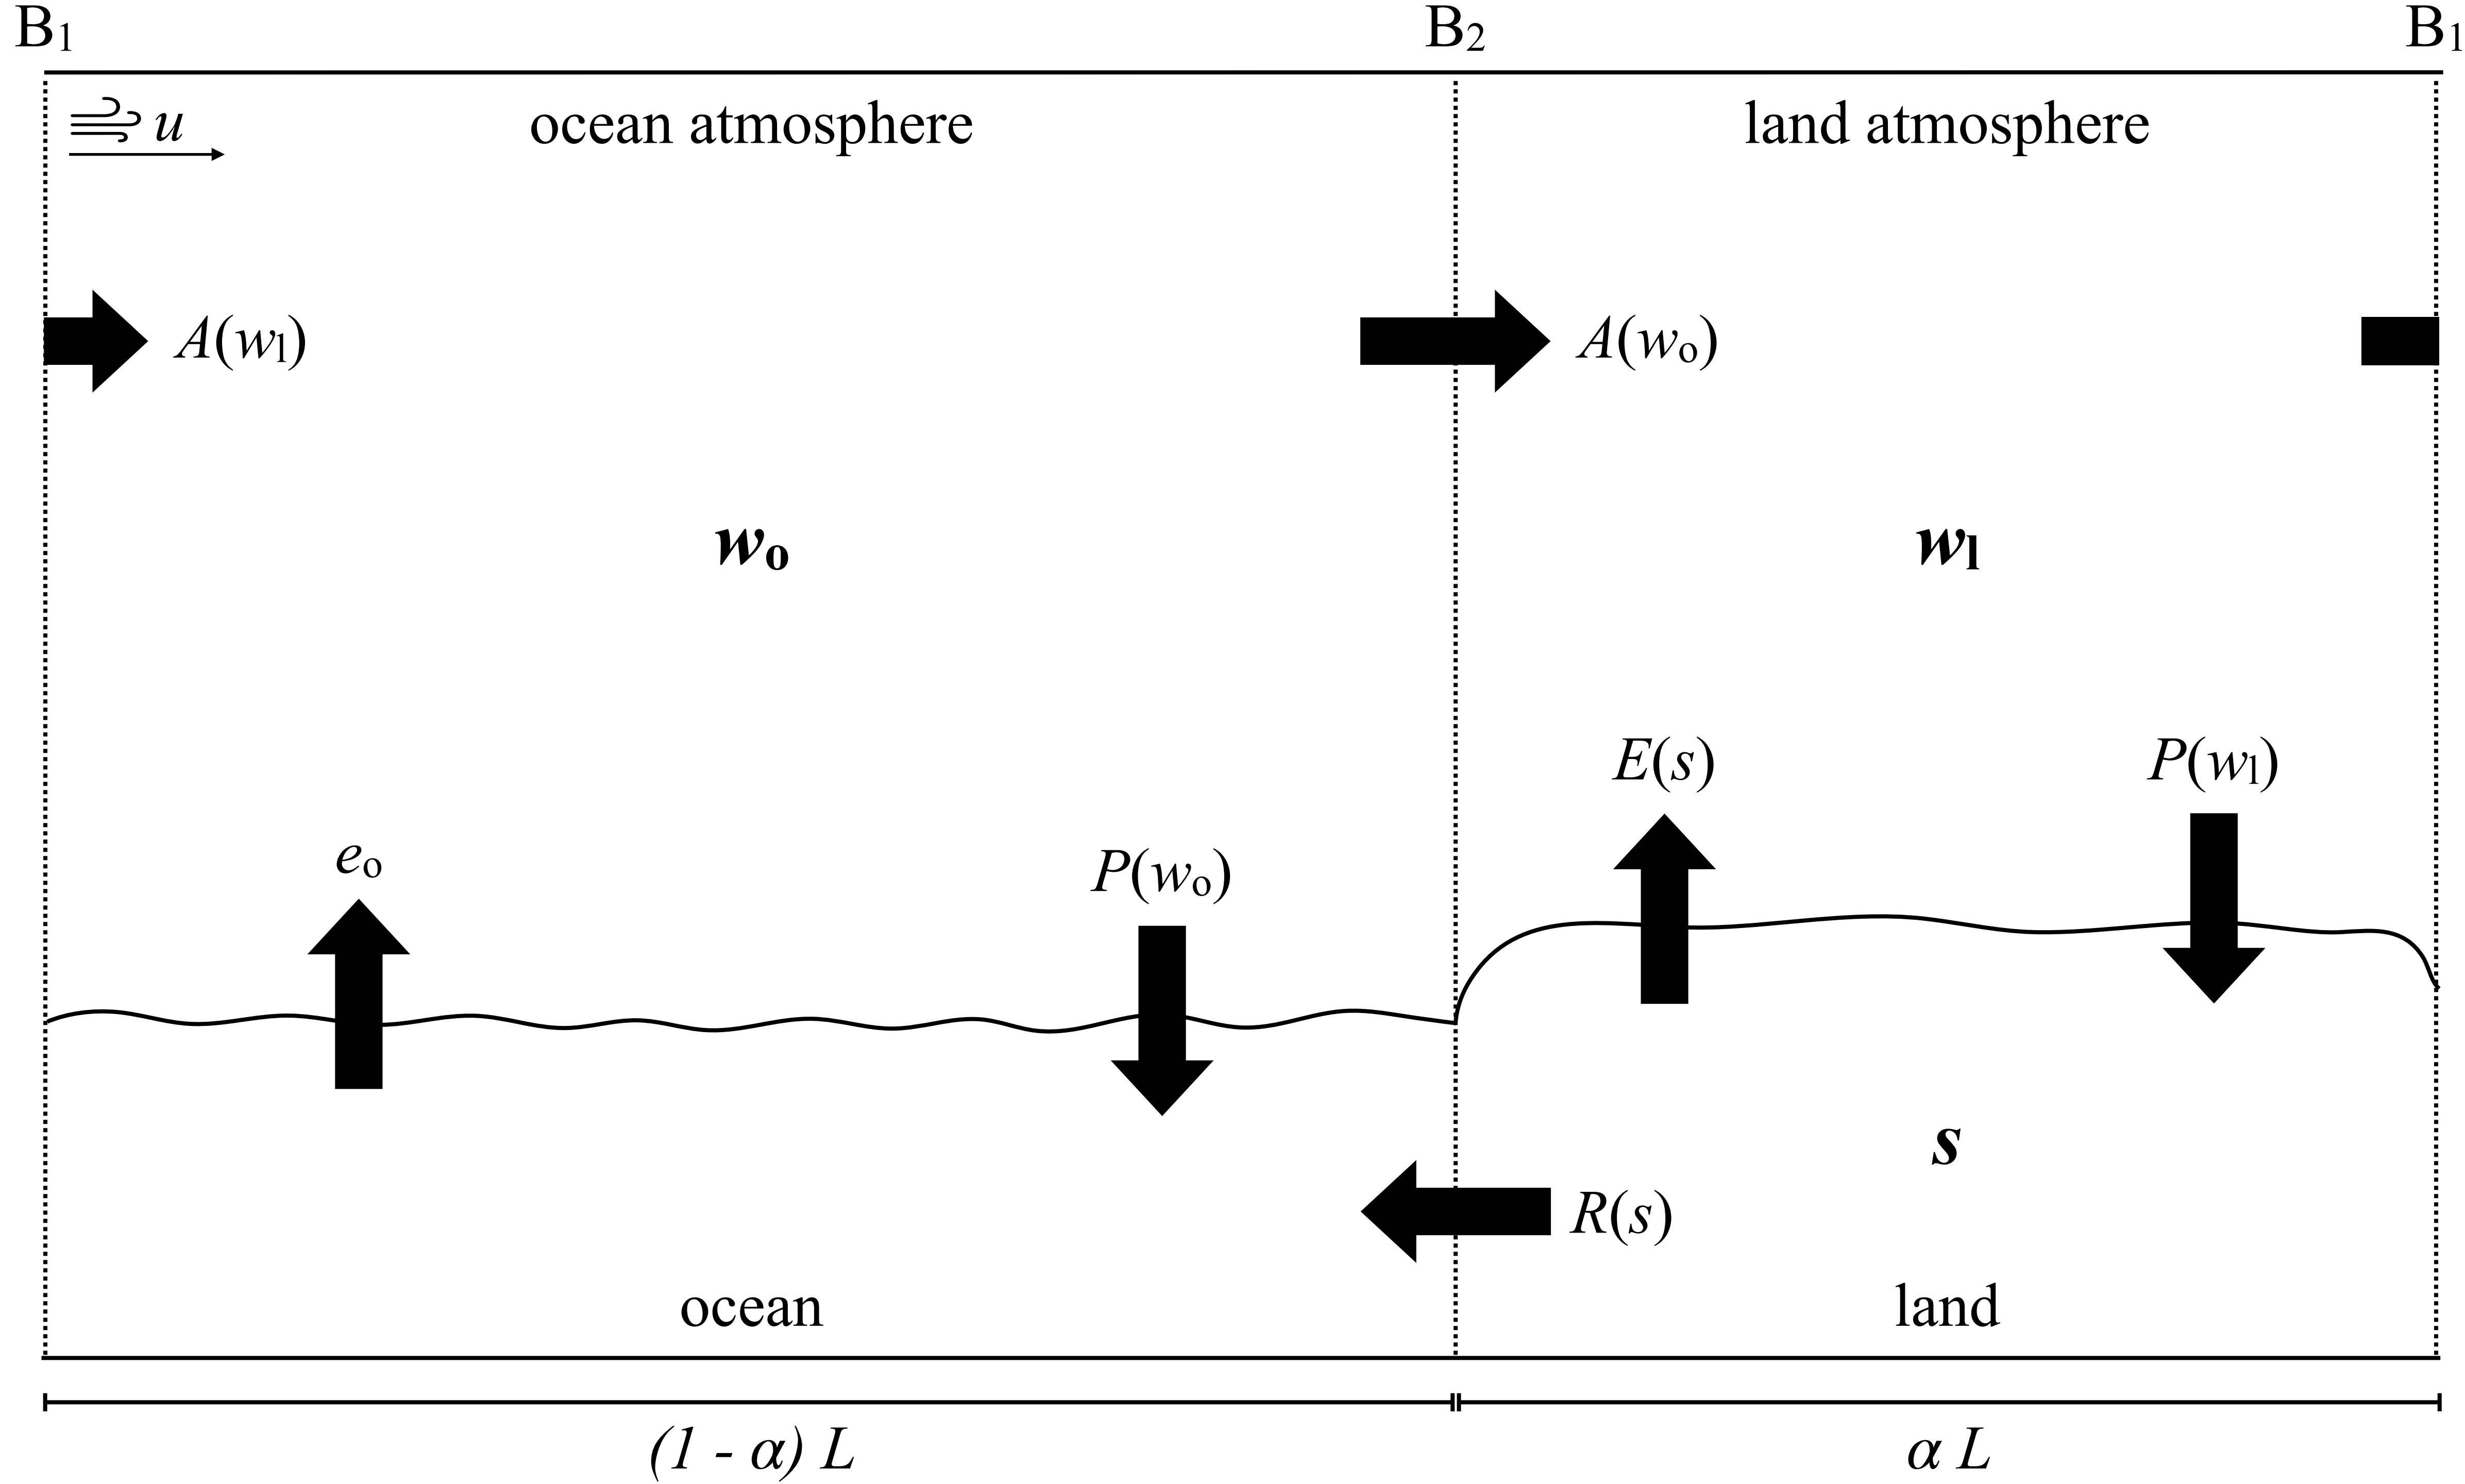 B₁ B₂ B₁
u ocean atmosphere land atmosphere
A(wₗ) A(wₒ)
wₒ wₗ
E(s) P(wₗ)
eₒ P(wₒ)
s
R(s)
ocean land
(1 - α) L α L